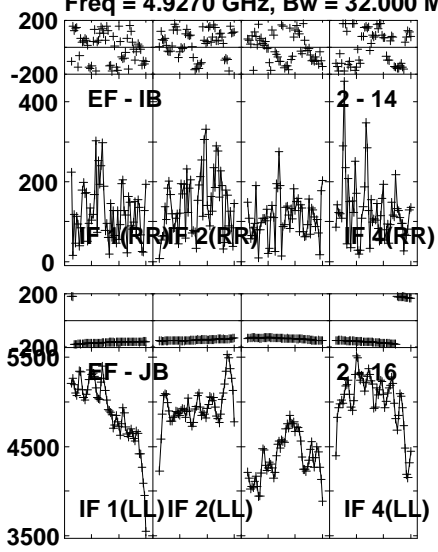 Freq = 4.9270 GHz, Bw = 32.000 M
200
-200
400
200
0
EF - IB
2 - 14
IF 1(RR)
IF 2(RR)
IF 4(RR)
200
-200
5500
4500
3500
EF - JB
2 - 16
IF 1(LL)
IF 2(LL)
IF 4(LL)